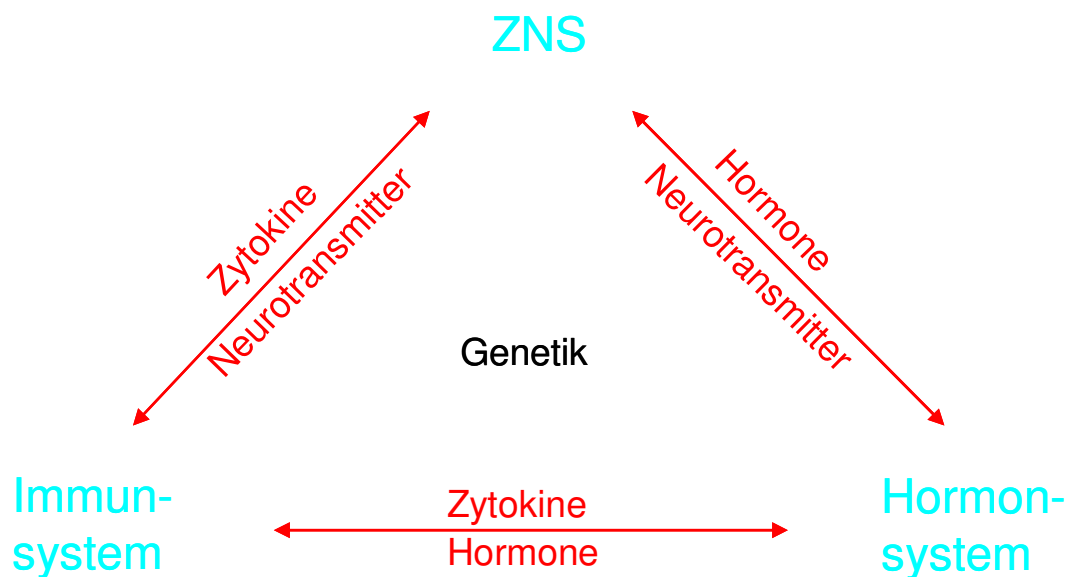 ZNS
Zytokine
Neurotransmitter
Hormone
Neurotransmitter
Genetik
Immun-
system
Zytokine
Hormone
Hormon-
system